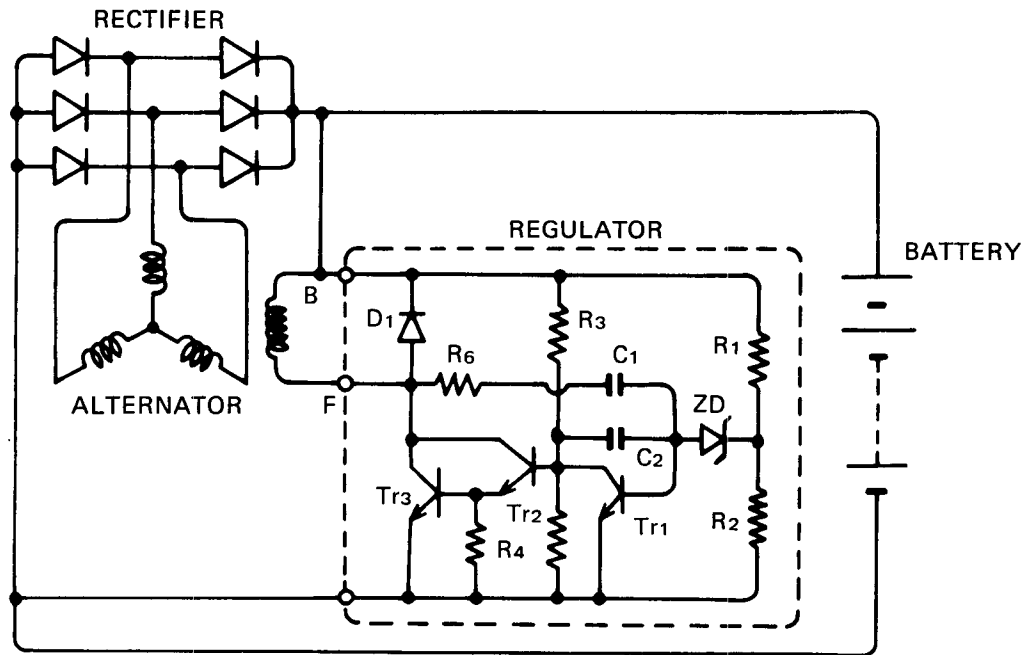 RECTIFIER
REGULATOR
BATTERY
B
D1
R3
R1
R6
C1
ZD
ALTERNATOR
F
C2
Tr3
Tr2
Tr1
R2
R4